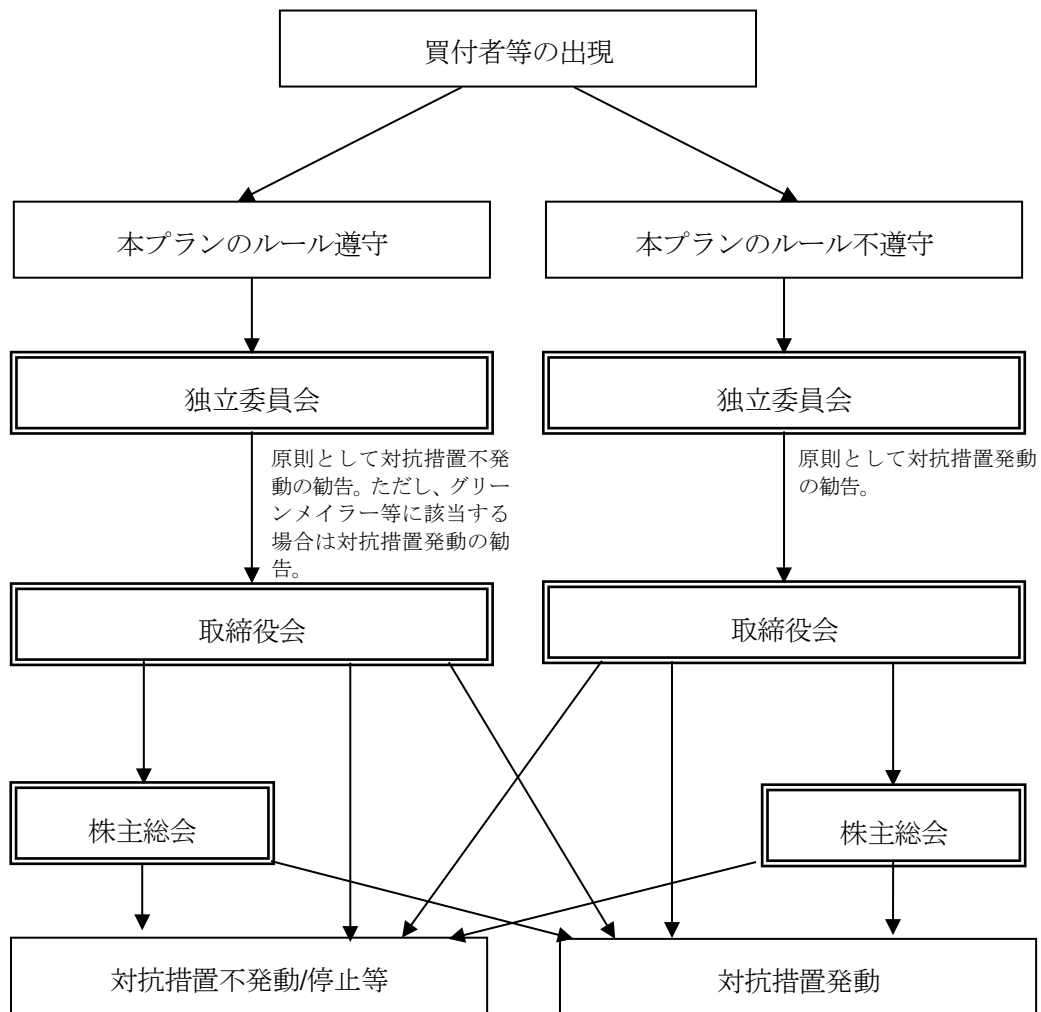 買付者等の出現
本プランのルール遵守
本プランのルール不遵守
独立委員会
独立委員会
原則として対抗措置不発
動の勧告。ただし、グリー
ンメイラー等に該当する
場合は対抗措置発動の勧
告。
原則として対抗措置発動
の勧告。
取締役会
取締役会
株主総会
株主総会
対抗措置不発動/停止等
対抗措置発動